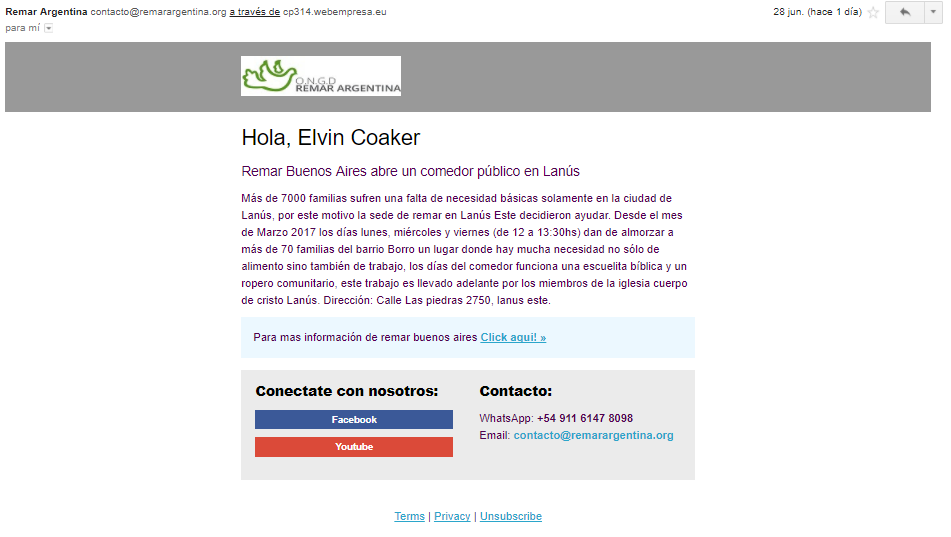 Remar Argentina contacto@remarargentina.org a través de cp314.webempresa.eu
28 jun. (hace 1 día)
para mí
O.N.G.D
REMAR ARGENTINA
Hola, Elvin Coaker
Remar Buenos Aires abre un comedor público en Lanús
Más de 7000 familias sufren una falta de necesidad básicas solamente en la ciudad de
Lanús, por este motivo la sede de remar en Lanús Este decidieron ayudar. Desde el mes
de Marzo 2017 los días lunes, miércoles y viernes (de 12 a 13:30hs) dan de almorzar a
más de 70 familias del barrio Borro un lugar donde hay mucha necesidad no sólo de
alimento sino también de trabajo, los días del comedor funciona una escuelita bíblica y un
ropero comunitario, este trabajo es llevado adelante por los miembros de la iglesia cuerpo
de cristo Lanús. Dirección: Calle Las piedras 2750, lanus este.
Para mas información de remar buenos aires Click aquí! »
Conectate con nosotros:
Facebook
Youtube
Contacto:
WhatsApp: +54 911 6147 8098
Email: contacto@remarargentina.org
Terms | Privacy | Unsubscribe